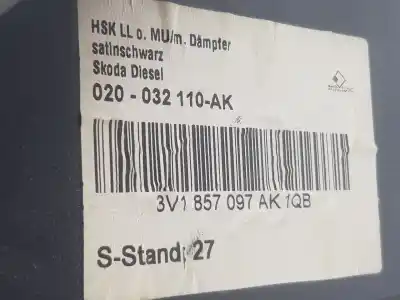 HSK LL o. MU/m. Dämpfer
satinschwarz
Skoda Diesel
020 - 032 110-AK
3V1 857 097 AK 1QB
S-Stand: 27